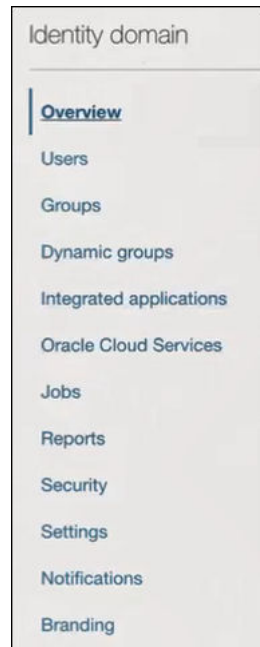 Identity domain
Overview
Users
Groups
Dynamic groups
Integrated applications
Oracle Cloud Services
Jobs
Reports
Security
Settings
Notifications
Branding